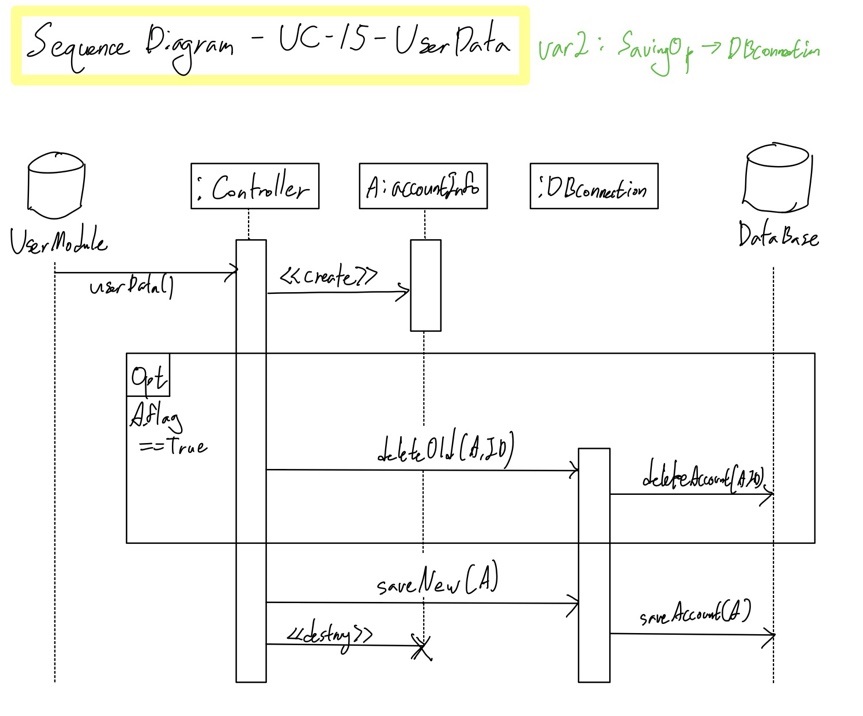 Sequence Diagram - UC-15-UserData
var2: SavingOp → DBconnection
UserModule
:Controller
A:accountInfo
:DBconnection
DataBase
userData()
<<create>>
Opt
A.flag
==True
deleteOld(A.ID)
deleteAccount(A.ID)
saveNew(A)
saveAccount(A)
<<destroy>>